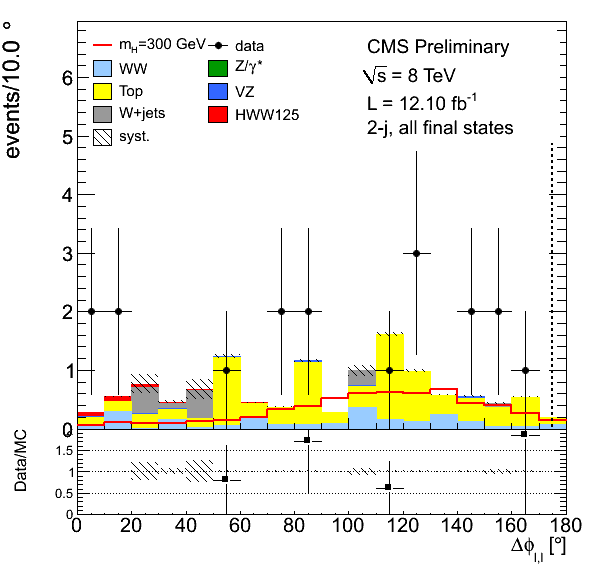 events/10.0 °
m_H=300 GeV
data
WW
Z/γ*
Top
VZ
W+jets
HWW125
syst.
CMS Preliminary
√s = 8 TeV
L = 12.10 fb⁻¹
2-j, all final states
6
5
4
3
2
1
0
Data/MC
1.5
1
0.5
0
0 20 40 60 80 100 120 140 160 180
Δϕ_l,l [°]